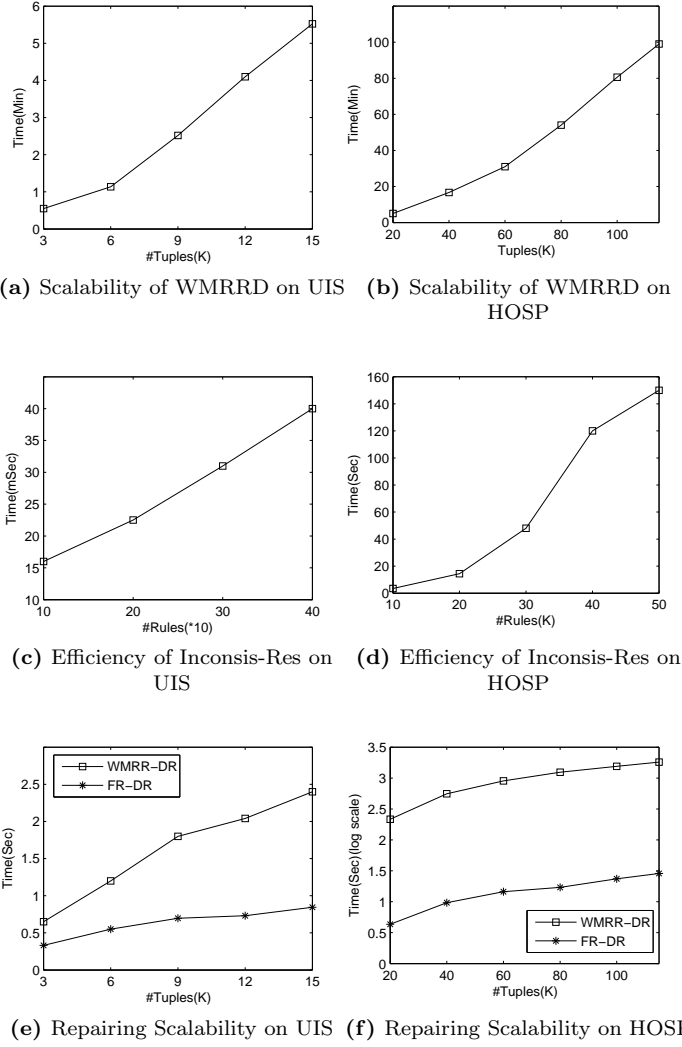 6
5
4
3
2
1
0
Time(Min)
3 6 9 12 15
#Tuples(K)
(a) Scalability of WMRRD on UIS
100
80
60
40
20
0
Time(Min)
20 40 60 80 100
Tuples(K)
(b) Scalability of WMRRD on
HOSP
40
35
30
25
20
15
10
Time(mSec)
10 20 30 40
#Rules(*10)
(c) Efficiency of Inconsis-Res on
UIS
160
140
120
100
80
60
40
20
0
Time(Sec)
10 20 30 40 50
#Rules(K)
(d) Efficiency of Inconsis-Res on
HOSP
2.5
2
1.5
1
0.5
0
Time(Sec)
WMRR-DR
FR-DR
3 6 9 12 15
#Tuples(K)
(e) Repairing Scalability on UIS
3.5
3
2.5
2
1.5
1
0.5
0
Time(Sec)(log scale)
WMRR-DR
FR-DR
20 40 60 80 100
#Tuples(K)
(f) Repairing Scalability on HOSP